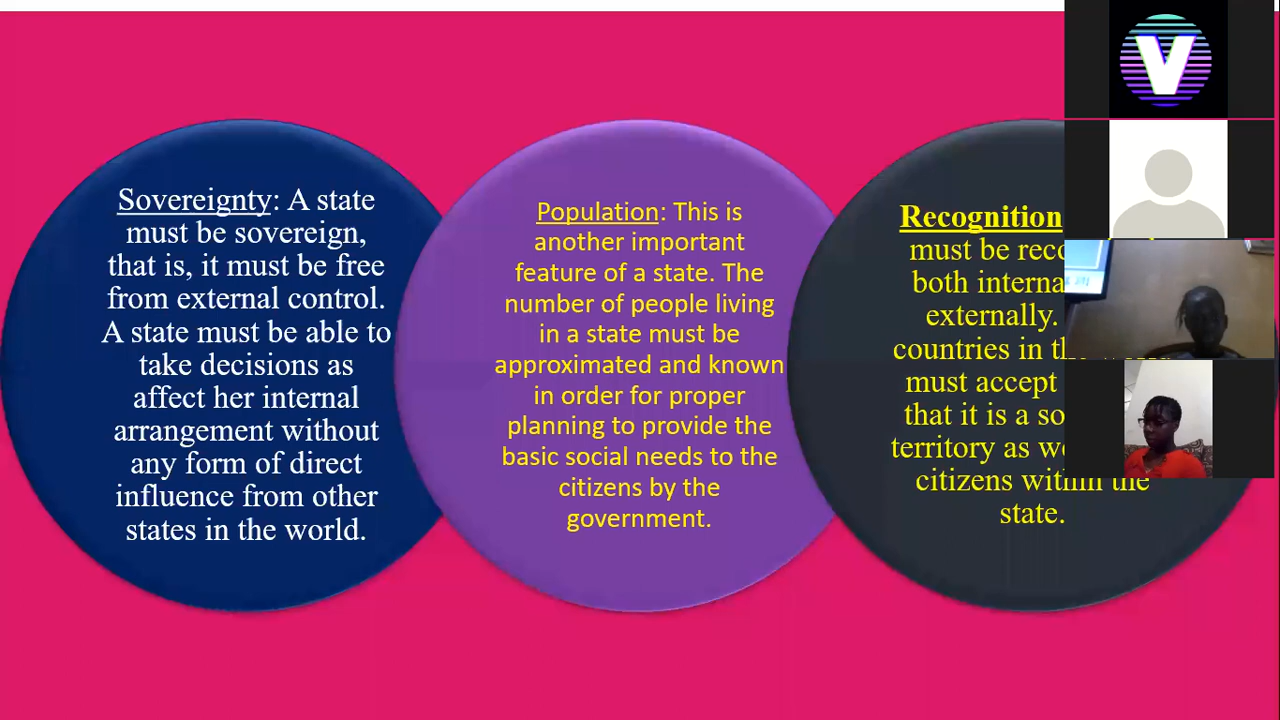 Sovereignty: A state
must be sovereign,
that is, it must be free
from external control.
A state must be able to
take decisions as
affect her internal
arrangement without
any form of direct
influence from other
states in the world.
Population: This is
another important
feature of a state. The
number of people living
in a state must be
approximated and known
in order for proper
planning to provide the
basic social needs to the
citizens by the
government.
Recognition
must be
both
externally.
countries in
must accept
that it is a
territory as
citizens within the
state.
V